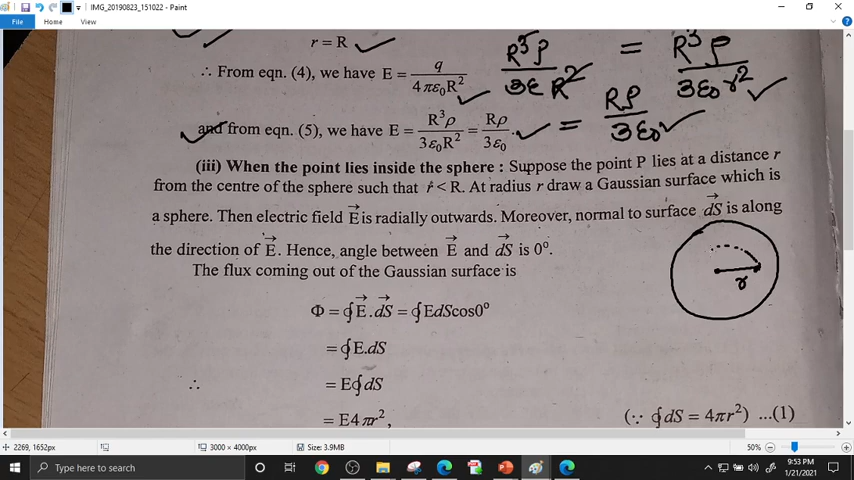 IMG_20190823_151022 - Paint
File Home View
r = R
∴ From eqn. (4), we have E = q / 4πε₀R²
R³ρ / 3ε R² = R³ρ / 3ε₀r²
and from eqn. (5), we have E = R³ρ / 3ε₀R² = Rρ / 3ε₀. = Rρ / 3ε₀
(iii) When the point lies inside the sphere : Suppose the point P lies at a distance r
from the centre of the sphere such that r < R. At radius r draw a Gaussian surface which is
a sphere. Then electric field E⃗ is radially outwards. Moreover, normal to surface dS⃗ is along
the direction of E⃗. Hence, angle between E⃗ and dS⃗ is 0°.
r
The flux coming out of the Gaussian surface is
Φ = ∮E⃗.dS⃗ = ∮EdScos0°
= ∮E.dS
∴ = E∮dS
= E4πr², (∵ ∮dS = 4πr²) ...(1)
2269, 1652px 3000 × 4000px Size: 3.9MB 50%
Type here to search
9:53 PM
1/21/2021